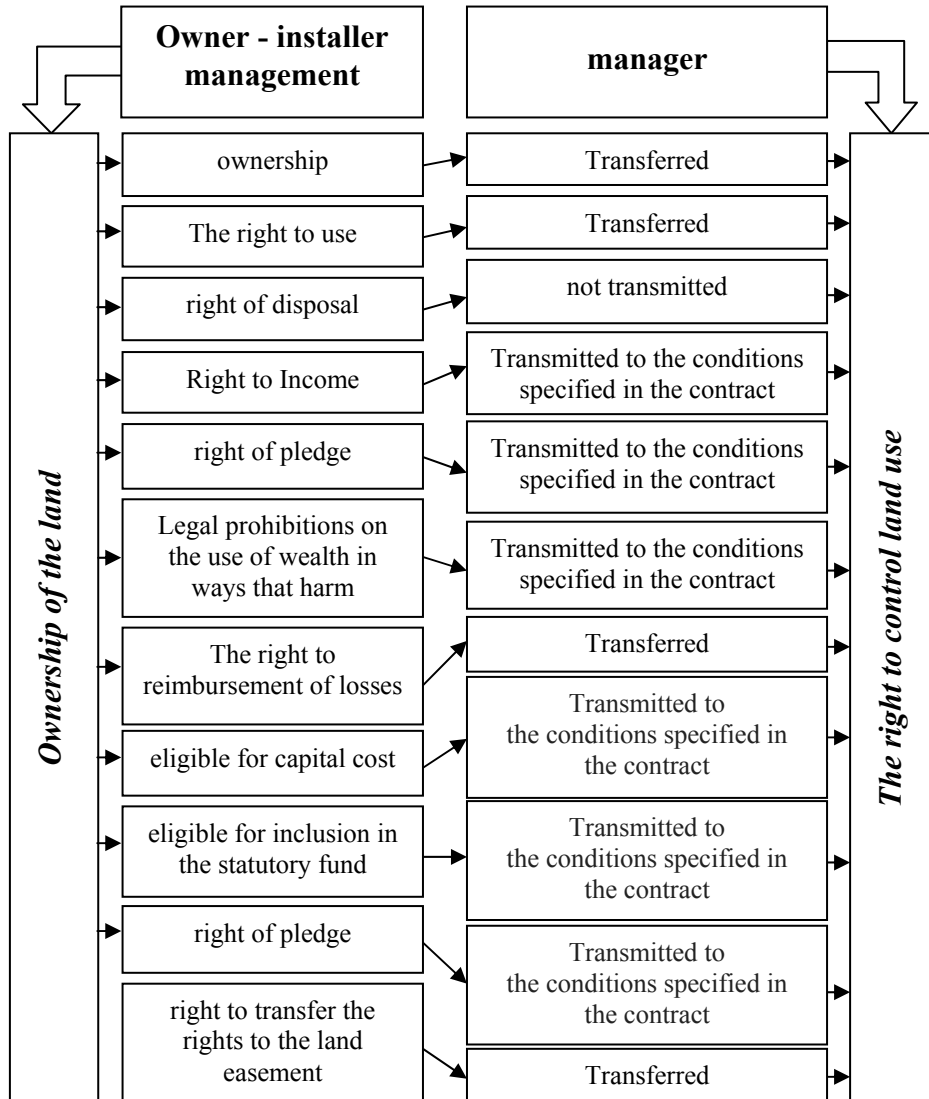 Owner - installer
management
manager
Ownership of the land
ownership
Transferred
The right to use
Transferred
right of disposal
not transmitted
Right to Income
Transmitted to the conditions
specified in the contract
right of pledge
Transmitted to the conditions
specified in the contract
Legal prohibitions on
the use of wealth in
ways that harm
Transmitted to the conditions
specified in the contract
The right to
reimbursement of losses
Transferred
eligible for capital cost
Transmitted to
the conditions specified in
the contract
eligible for inclusion in
the statutory fund
Transmitted to
the conditions specified in
the contract
right of pledge
Transmitted to
the conditions specified in
the contract
right to transfer the
rights to the land
easement
Transferred
The right to control land use